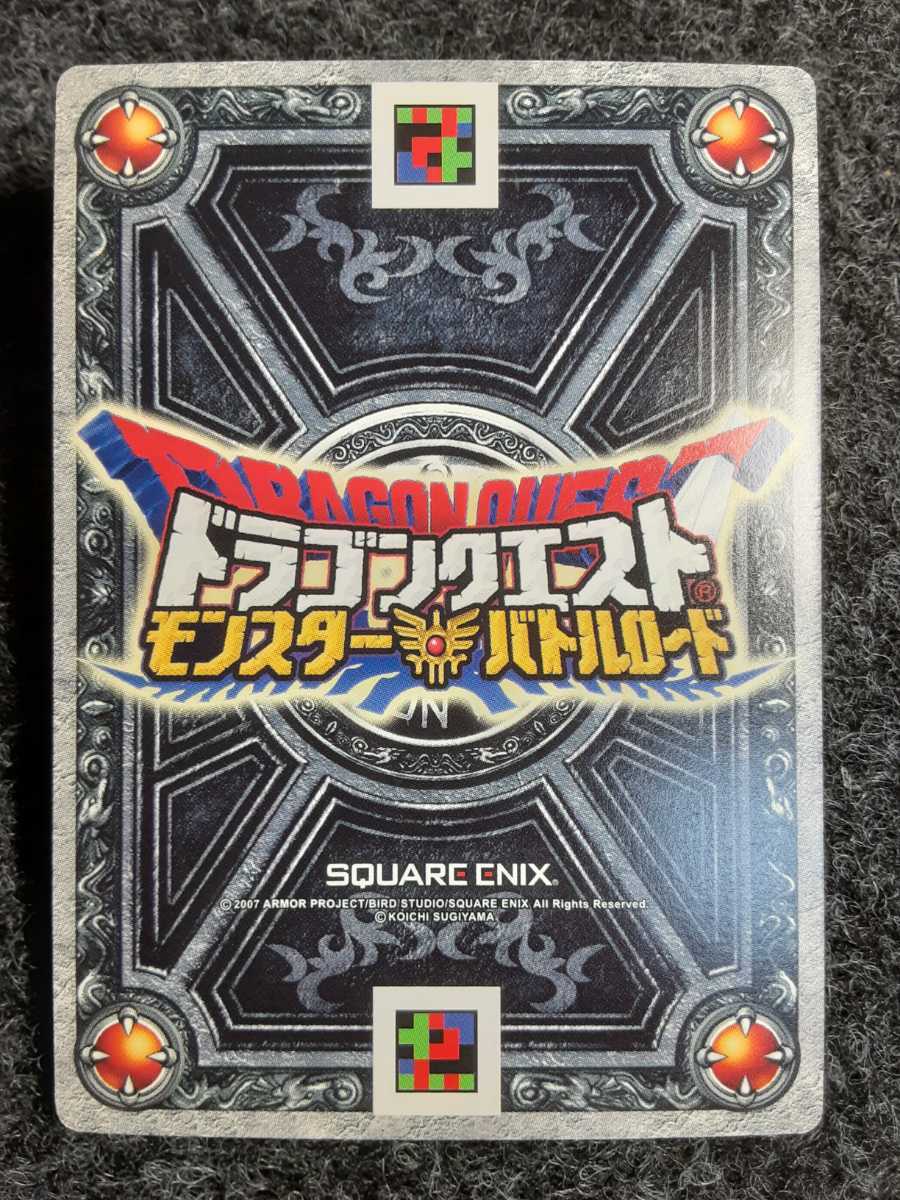 DRAGON QUEST
ドラゴンクエスト®
モンスター バトルロード
SQUARE ENIX®
© 2007 ARMOR PROJECT/BIRD STUDIO/SQUARE ENIX All Rights Reserved.
© KOICHI SUGIYAMA